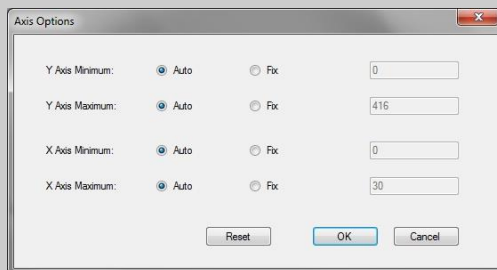 Axis Options
Y Axis Minimum: Auto Fix 0
Y Axis Maximum: Auto Fix 416
X Axis Minimum: Auto Fix 0
X Axis Maximum: Auto Fix 30
Reset OK Cancel